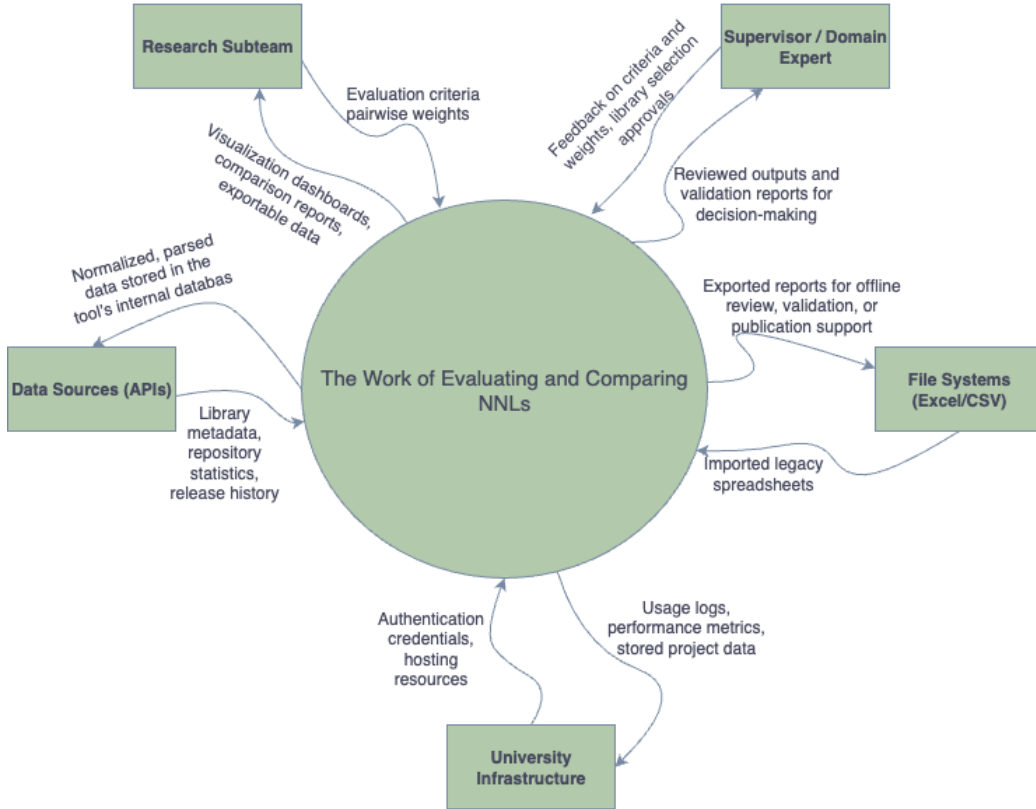 Research Subteam
Supervisor / Domain
Expert
Evaluation criteria
pairwise weights
Feedback on criteria and
weights, library selection
approvals
Visualization dashboards,
comparison reports,
exportable data
Reviewed outputs and
validation reports for
decision-making
Normalized, parsed
data stored in the
tool's internal databas
Exported reports for offline
review, validation, or
publication support
The Work of Evaluating and Comparing
NNLs
Data Sources (APIs)
File Systems
(Excel/CSV)
Library
metadata,
repository
statistics,
release history
Imported legacy
spreadsheets
Authentication
credentials,
hosting
resources
Usage logs,
performance metrics,
stored project data
University
Infrastructure